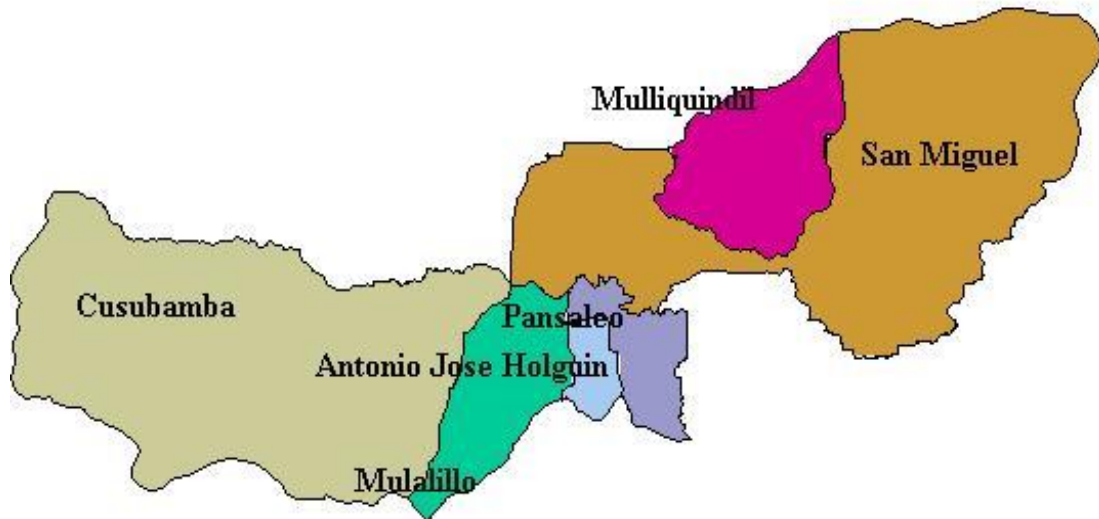 Mulliquindil
San Miguel
Cusubamba
Pansaleo
Antonio Jose Holguin
Mulalillo